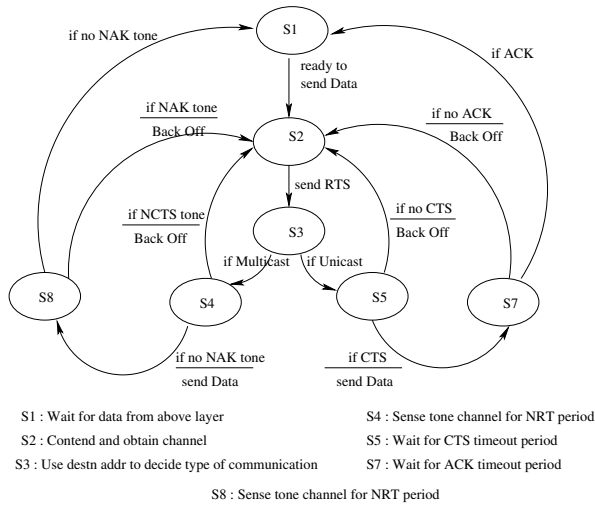 S1
if no NAK tone
if ACK
ready to
send Data
if NAK tone
Back Off
if no ACK
Back Off
S2
send RTS
if NCTS tone
Back Off
if no CTS
Back Off
S3
if Multicast
if Unicast
S8
S4
S5
S7
if no NAK tone
send Data
if CTS
send Data
S1 : Wait for data from above layer
S2 : Contend and obtain channel
S3 : Use destn addr to decide type of communication
S4 : Sense tone channel for NRT period
S5 : Wait for CTS timeout period
S7 : Wait for ACK timeout period
S8 : Sense tone channel for NRT period